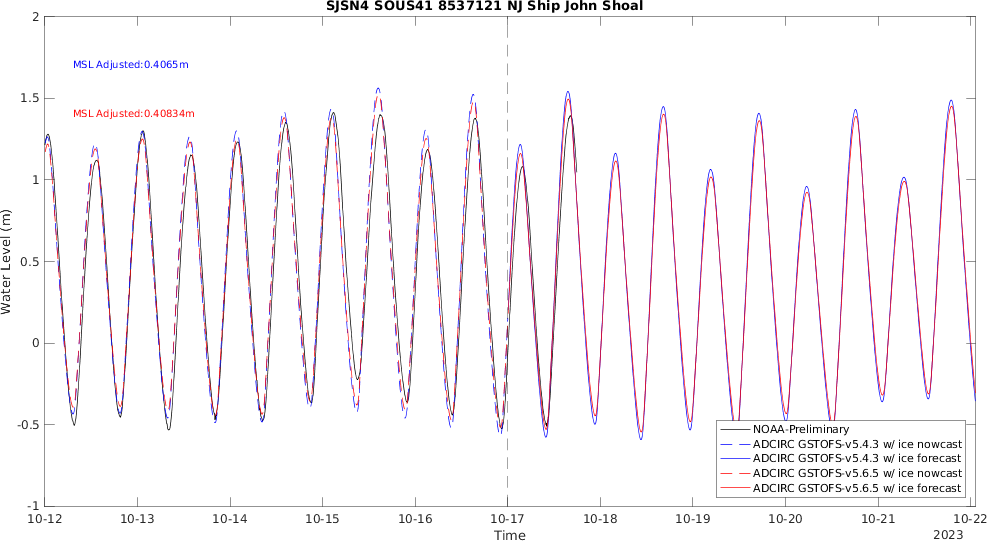 SJSN4 SOUS41 8537121 NJ Ship John Shoal
MSL Adjusted:0.4065m
MSL Adjusted:0.40834m
Water Level (m)
2
1.5
1
0.5
0
-0.5
-1
NOAA-Preliminary
ADCIRC GSTOFS-v5.4.3 w/ ice nowcast
ADCIRC GSTOFS-v5.4.3 w/ ice forecast
ADCIRC GSTOFS-v5.6.5 w/ ice nowcast
ADCIRC GSTOFS-v5.6.5 w/ ice forecast
10-12 10-13 10-14 10-15 10-16 10-17 10-18 10-19 10-20 10-21 10-22
Time
2023